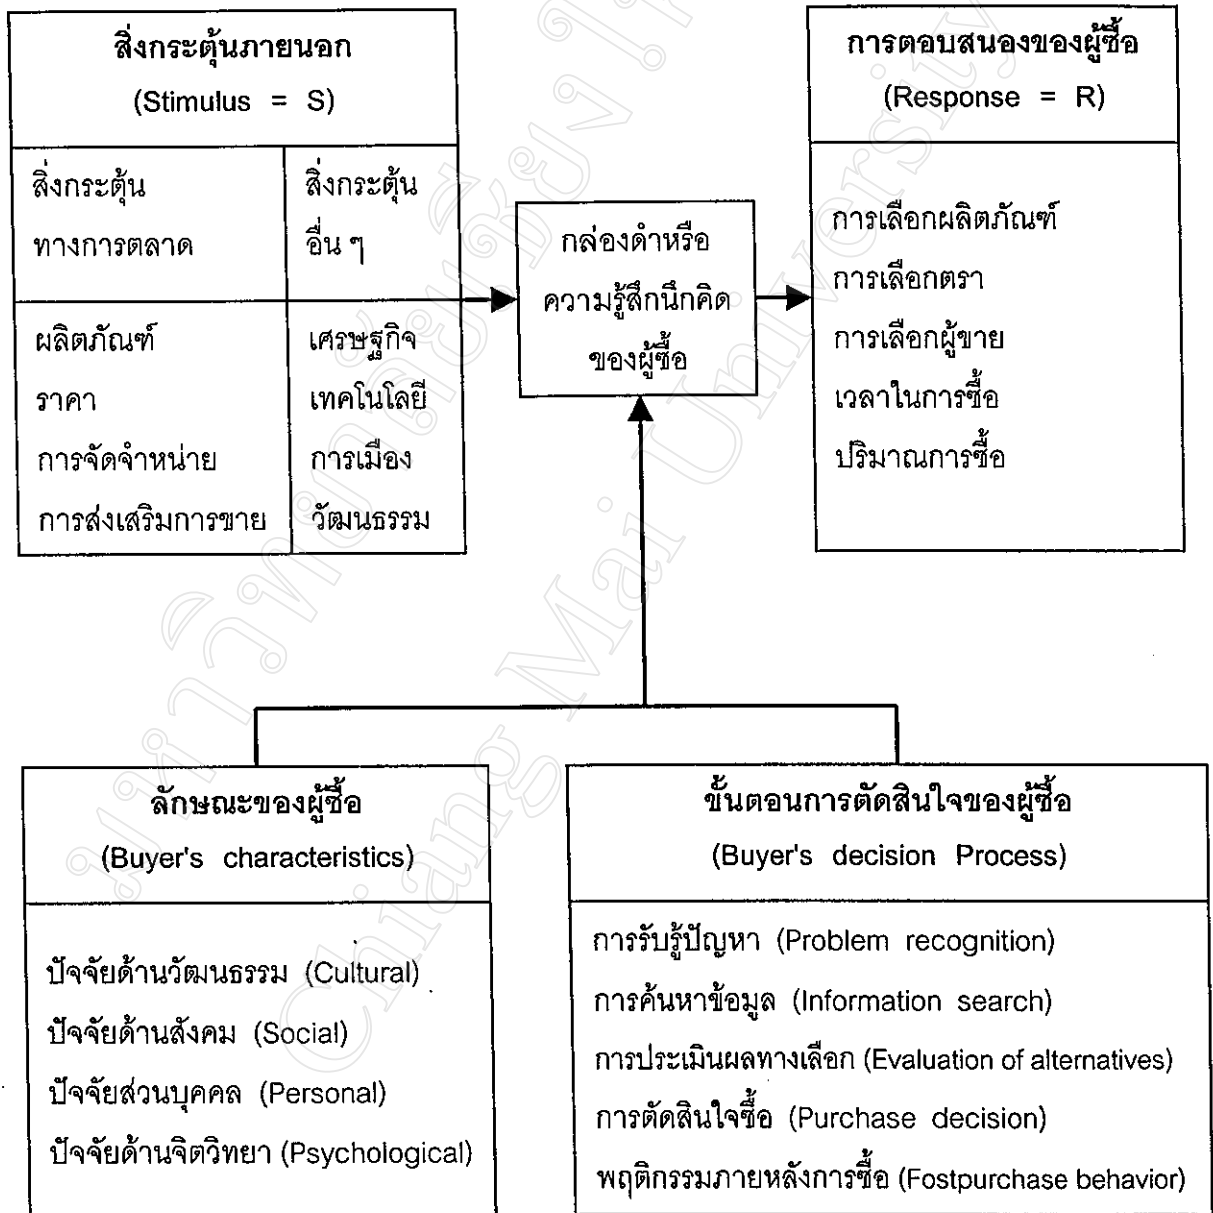 สิ่งกระตุ้นภายนอก
(Stimulus = S)
สิ่งกระตุ้น
ทางการตลาด
สิ่งกระตุ้น
อื่น ๆ
ผลิตภัณฑ์
ราคา
การจัดจำหน่าย
การส่งเสริมการขาย
เศรษฐกิจ
เทคโนโลยี
การเมือง
วัฒนธรรม
กล่องดำหรือ
ความรู้สึกนึกคิด
ของผู้ซื้อ
การตอบสนองของผู้ซื้อ
(Response = R)
การเลือกผลิตภัณฑ์
การเลือกตรา
การเลือกผู้ขาย
เวลาในการซื้อ
ปริมาณการซื้อ
ลักษณะของผู้ซื้อ
(Buyer's characteristics)
ปัจจัยด้านวัฒนธรรม (Cultural)
ปัจจัยด้านสังคม (Social)
ปัจจัยส่วนบุคคล (Personal)
ปัจจัยด้านจิตวิทยา (Psychological)
ขั้นตอนการตัดสินใจของผู้ซื้อ
(Buyer's decision Process)
การรับรู้ปัญหา (Problem recognition)
การค้นหาข้อมูล (Information search)
การประเมินผลทางเลือก (Evaluation of alternatives)
การตัดสินใจซื้อ (Purchase decision)
พฤติกรรมภายหลังการซื้อ (Fostpurchase behavior)
มหาวิทยาลัยเชียงใหม่
Chiang Mai University